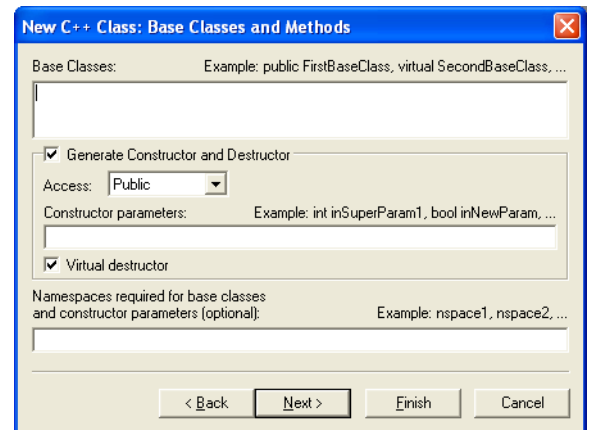 New C++ Class: Base Classes and Methods
Base Classes: Example: public FirstBaseClass, virtual SecondBaseClass, ...
Generate Constructor and Destructor
Access: Public
Constructor parameters: Example: int inSuperParam1, bool inNewParam, ...
Virtual destructor
Namespaces required for base classes
and constructor parameters (optional): Example: nspace1, nspace2, ...
< Back Next > Finish Cancel